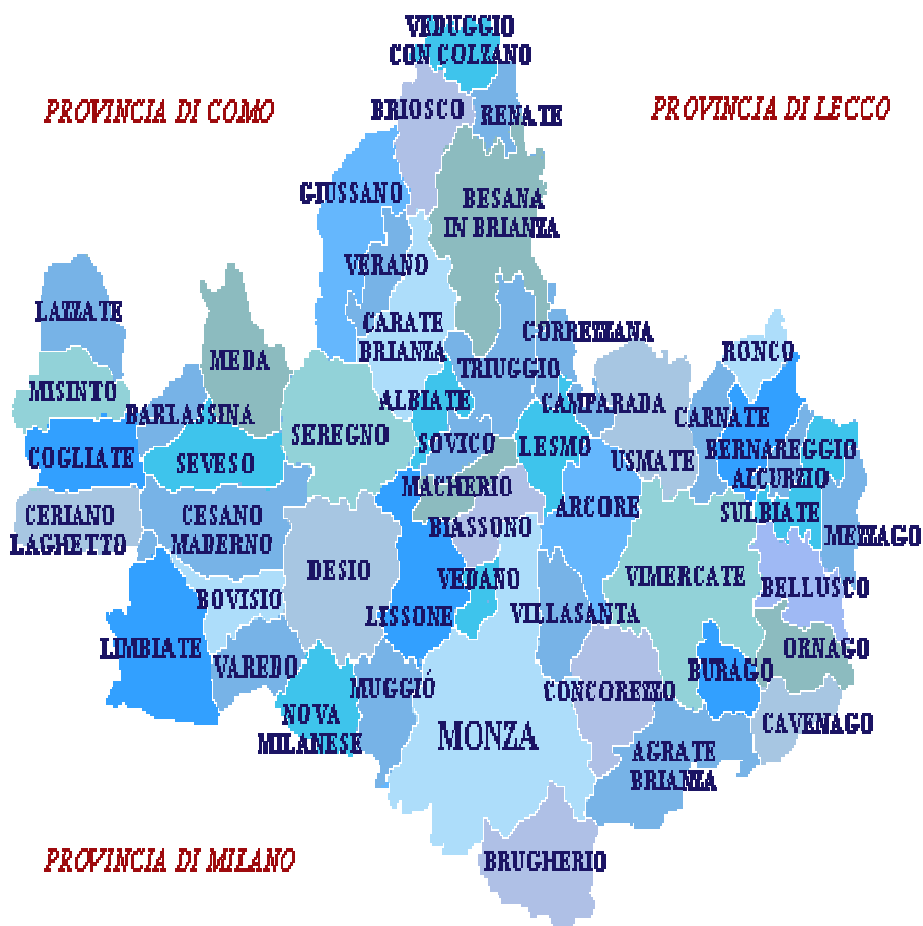 VEDUGGIO
CON COLZANO
PROVINCIA DI COMO
BRIOSCO
RENATE
PROVINCIA DI LECCO
GIUSSANO
BESANA
IN BRIANZA
VERANO
LAZZATE
CARATE
BRIANZA
CORREZZANA
RONCO
MEDA
TRIUGGIO
MISINTO
ALBIATE
CAMPARADA
BARLASSINA
CARNATE
SEREGNO
SOVICO
LESMO
BERNAREGGIO
COGLIATE
SEVESO
USMATE
AICURZIO
MACHERIO
ARCORE
SULBIATE
CERIANO
LAGHETTO
CESANO
MADERNO
BIASSONO
MEZZAGO
DESIO
VEDANO
VIMERCATE
BELLUSCO
BOVISIO
LISSONE
VILLASANTA
LIMBIATE
VAREDO
ORNAGO
BURAGO
MUGGIÓ
CONCOREZZO
NOVA
MILANESE
CAVENAGO
MONZA
AGRATE
BRIANZA
PROVINCIA DI MILANO
BRUGHERIO